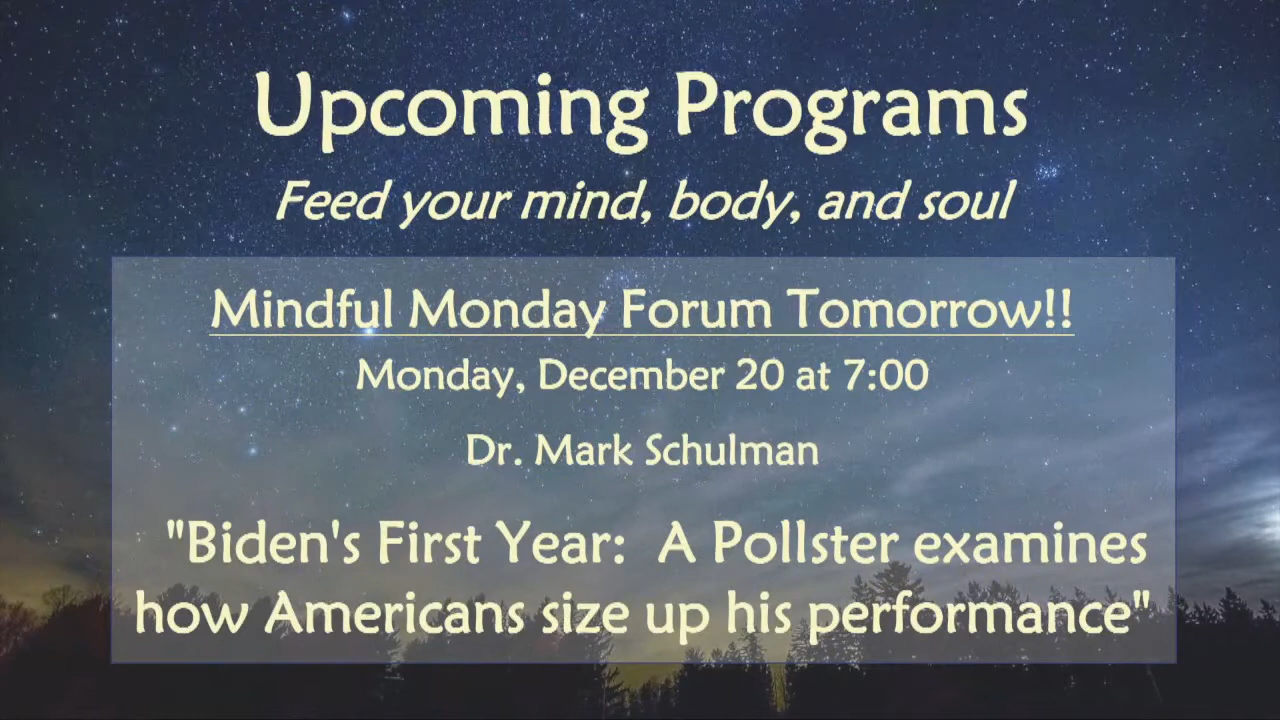 Upcoming Programs
Feed your mind, body, and soul
Mindful Monday Forum Tomorrow!!
Monday, December 20 at 7:00
Dr. Mark Schulman
"Biden's First Year:  A Pollster examines
how Americans size up his performance"